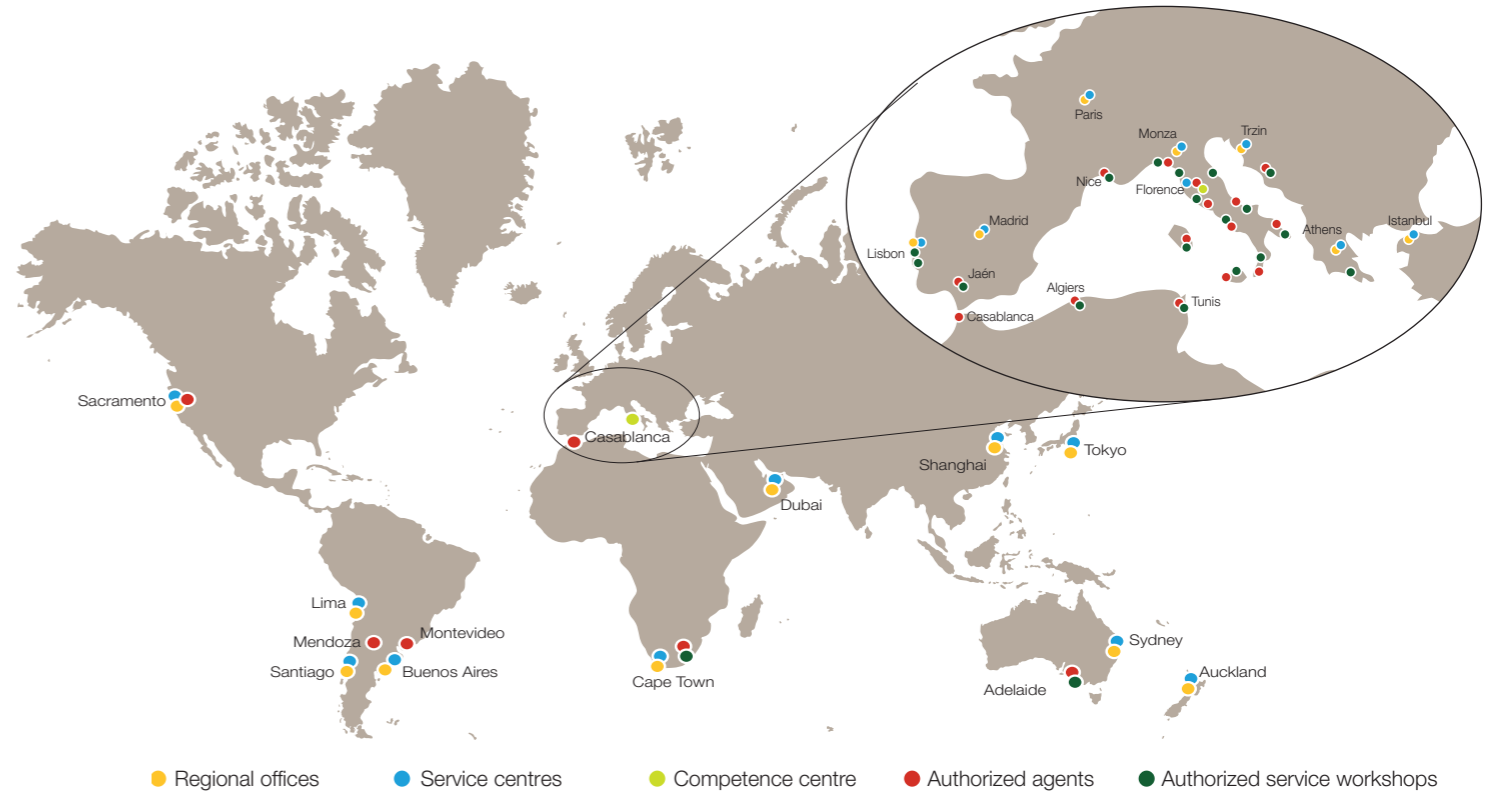 Paris
Monza
Trzin
Nice
Florence
Madrid
Istanbul
Athens
Lisbon
Jaén
Algiers
Tunis
Casablanca
Sacramento
Casablanca
Shanghai
Tokyo
Dubai
Lima
Mendoza
Montevideo
Santiago
Buenos Aires
Cape Town
Sydney
Adelaide
Auckland
Regional offices
Service centres
Competence centre
Authorized agents
Authorized service workshops